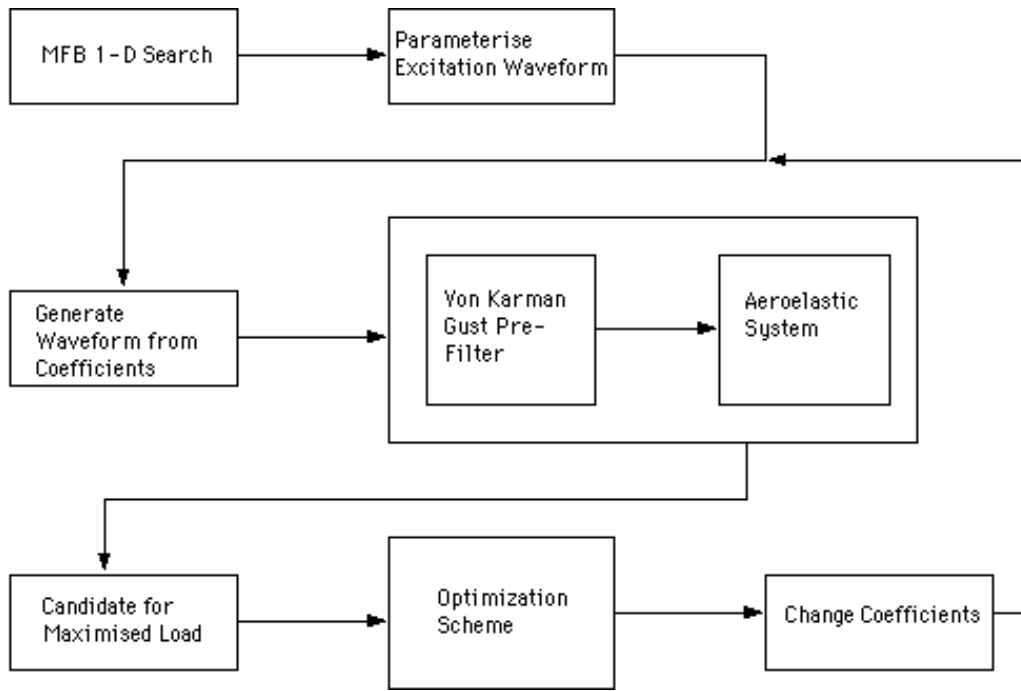 MFB 1-D Search
Parameterise
Excitation Waveform
Generate
Waveform from
Coefficients
Von Karman
Gust Pre-
Filter
Aeroelastic
System
Candidate for
Maximised Load
Optimization
Scheme
Change Coefficients